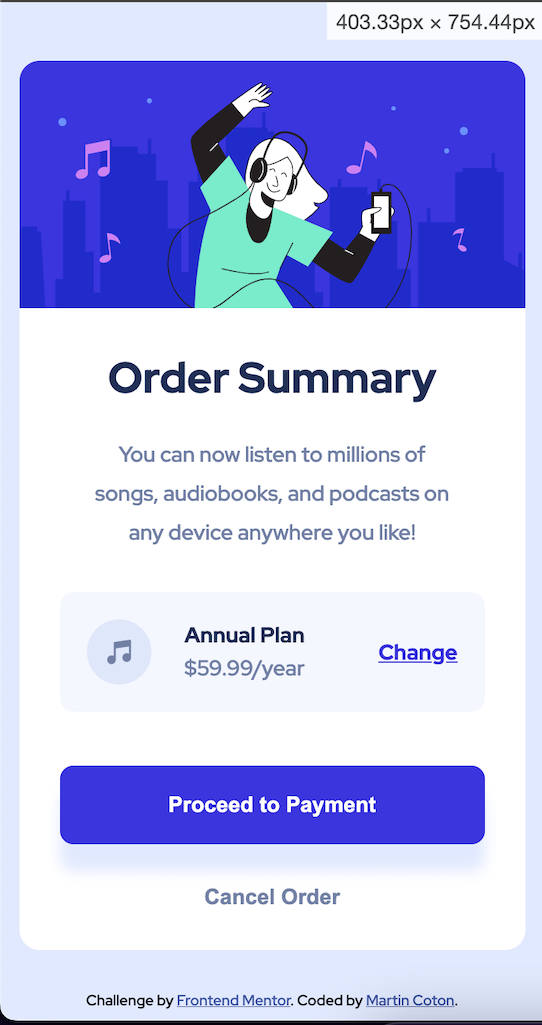 403.33px × 754.44px
Order Summary
You can now listen to millions of
songs, audiobooks, and podcasts on
any device anywhere you like!
Annual Plan
$59.99/year
Change
Proceed to Payment
Cancel Order
Challenge by Frontend Mentor. Coded by Martin Coton.